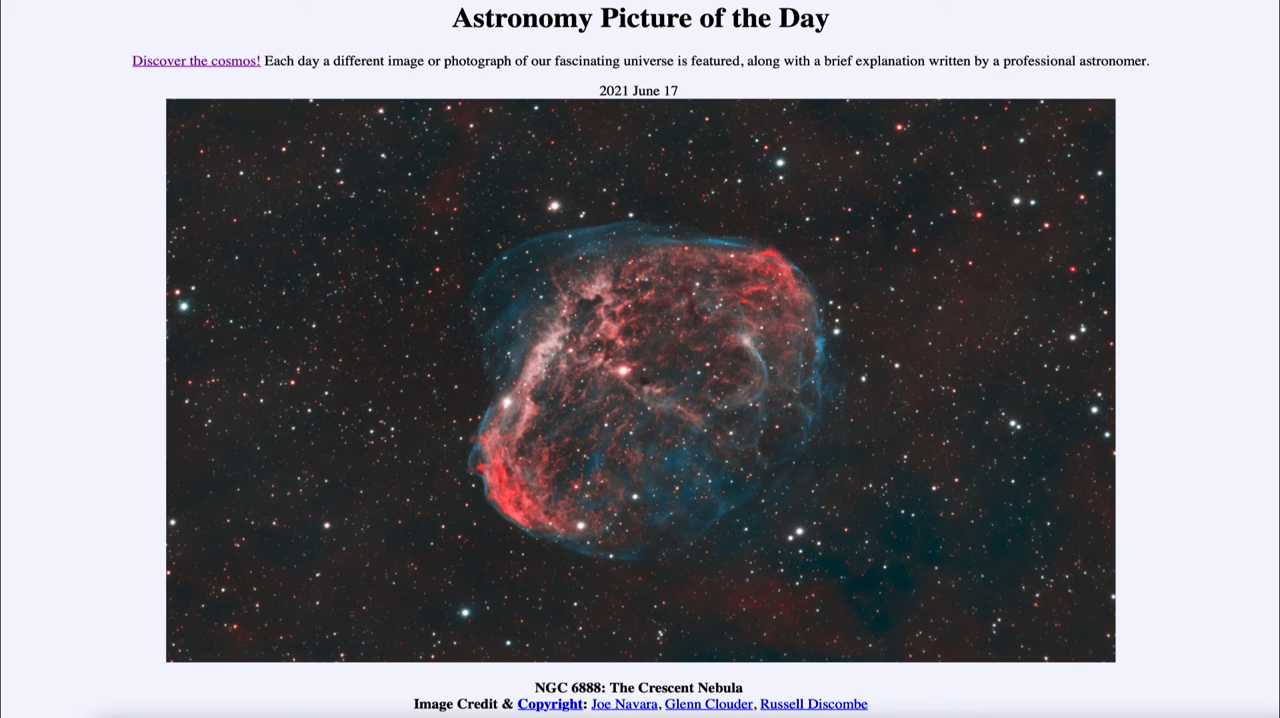 Astronomy Picture of the Day
Discover the cosmos! Each day a different image or photograph of our fascinating universe is featured, along with a brief explanation written by a professional astronomer.
2021 June 17
NGC 6888: The Crescent Nebula
Image Credit & Copyright: Joe Navara, Glenn Clouder, Russell Discombe